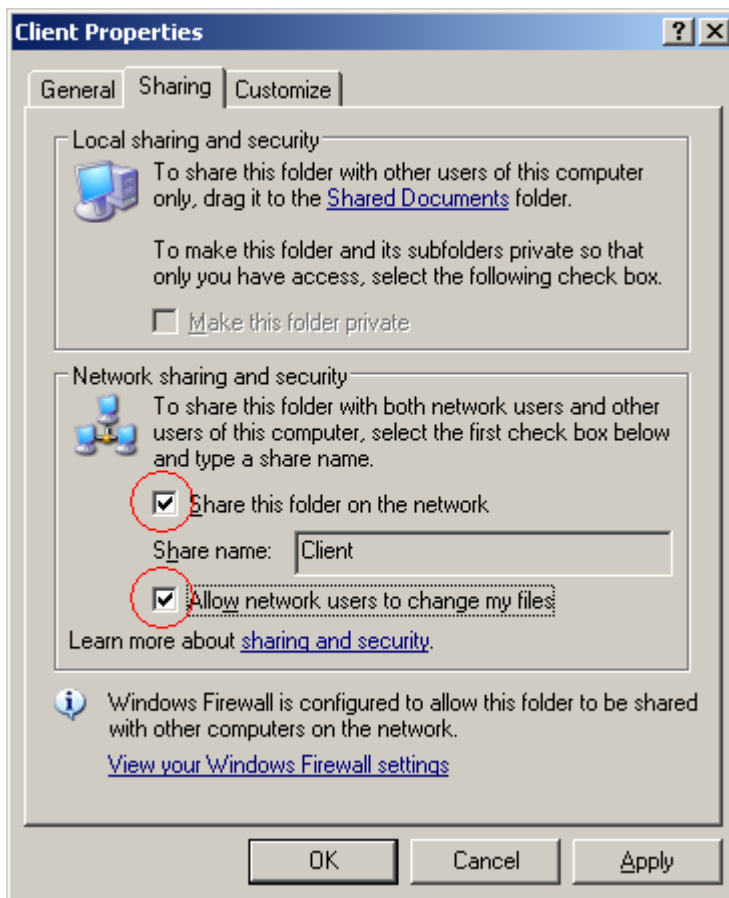 Client Properties
General Sharing Customize
Local sharing and security
To share this folder with other users of this computer
only, drag it to the Shared Documents folder.
To make this folder and its subfolders private so that
only you have access, select the following check box.
Make this folder private
Network sharing and security
To share this folder with both network users and other
users of this computer, select the first check box below
and type a share name.
Share this folder on the network
Share name: Client
Allow network users to change my files
Learn more about sharing and security.
Windows Firewall is configured to allow this folder to be shared
with other computers on the network.
View your Windows Firewall settings
OK Cancel Apply